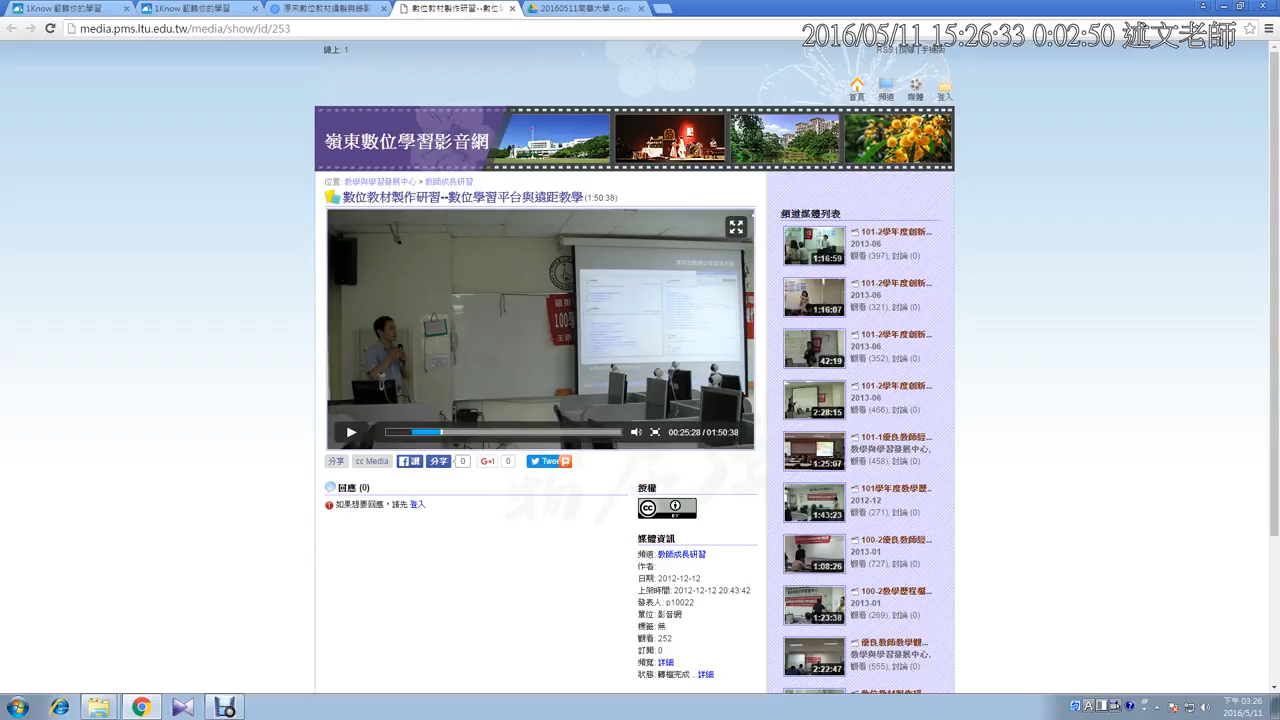 1Know 翻轉你的學習
1Know 翻轉你的學習
數位教材製作研習--數位
20160511南華大學 - Go
media.pms.ltu.edu.tw/media/show/id/253
2016/05/11 15:26:33 0:02:50 述文老師
線上: 1
RSS | 搜尋 | 手機版
首頁 頻道 媒體 登入
嶺東數位學習影音網
位置: 教學與學習發展中心 > 教師成長研習
數位教材製作研習--數位學習平台與遠距教學 (1:50:38)
00:25:28 / 01:50:38
分享 cc Media 讚 分享 0 G+1 0 Twee
回應 (0)
如果想要回應，請先 登入
授權
cc BY
媒體資訊
頻道: 教師成長研習
作者:
日期: 2012-12-12
上架時間: 2012-12-12 20:43:42
發表人: p10022
單位: 影音網
標籤: 無
觀看: 252
訂閱: 0
頻寬: 詳細
狀態: 轉檔完成 ...詳細
頻道媒體列表
1:16:59
101-2學年度創新...
2013-06
觀看 (397), 討論 (0)
1:16:07
101-2學年度創新...
2013-06
觀看 (321), 討論 (0)
42:19
101-2學年度創新...
2013-06
觀看 (352), 討論 (0)
2:28:15
101-2學年度創新...
2013-06
觀看 (466), 討論 (0)
1:25:07
101-1優良教師經...
教學與學習發展中心,
觀看 (458), 討論 (0)
1:43:23
101學年度教學歷...
2012-12
觀看 (271), 討論 (0)
1:08:26
100-2優良教師經...
2013-01
觀看 (727), 討論 (0)
1:23:38
100-2教學歷程檔...
2013-01
觀看 (269), 討論 (0)
2:22:47
優良教師教學觀...
教學與學習發展中心,
觀看 (555), 討論 (0)
數位教材製作研...
下午 03:26
2016/5/11